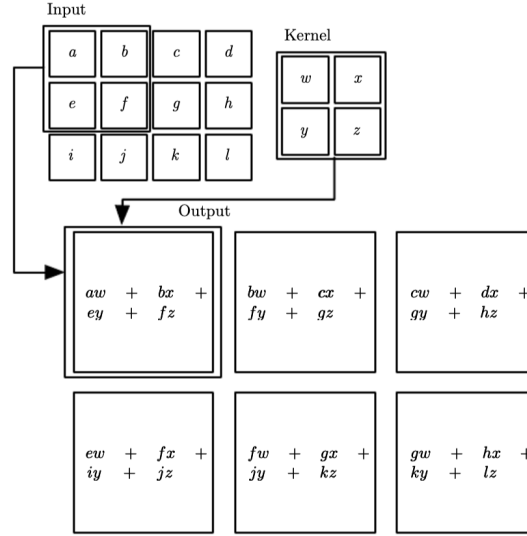 Input
Kernel
a b c d
w x
e f g h
y z
i j k l
Output
aw + bx +
ey + fz
bw + cx +
fy + gz
cw + dx +
gy + hz
ew + fx +
iy + jz
fw + gx +
jy + kz
gw + hx +
ky + lz